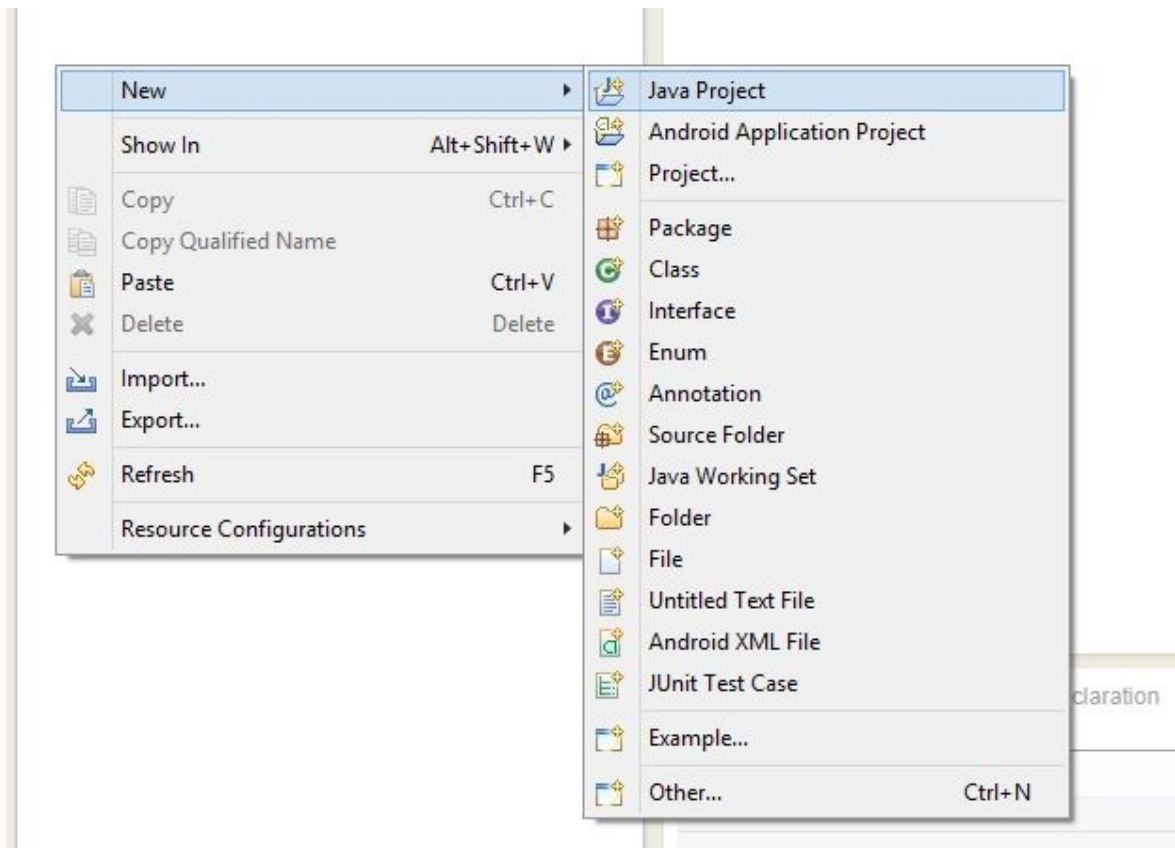 New
Show In Alt+Shift+W
Copy Ctrl+C
Copy Qualified Name
Paste Ctrl+V
Delete Delete
Import...
Export...
Refresh F5
Resource Configurations
Java Project
Android Application Project
Project...
Package
Class
Interface
Enum
Annotation
Source Folder
Java Working Set
Folder
File
Untitled Text File
Android XML File
JUnit Test Case
Example...
Other... Ctrl+N
claration